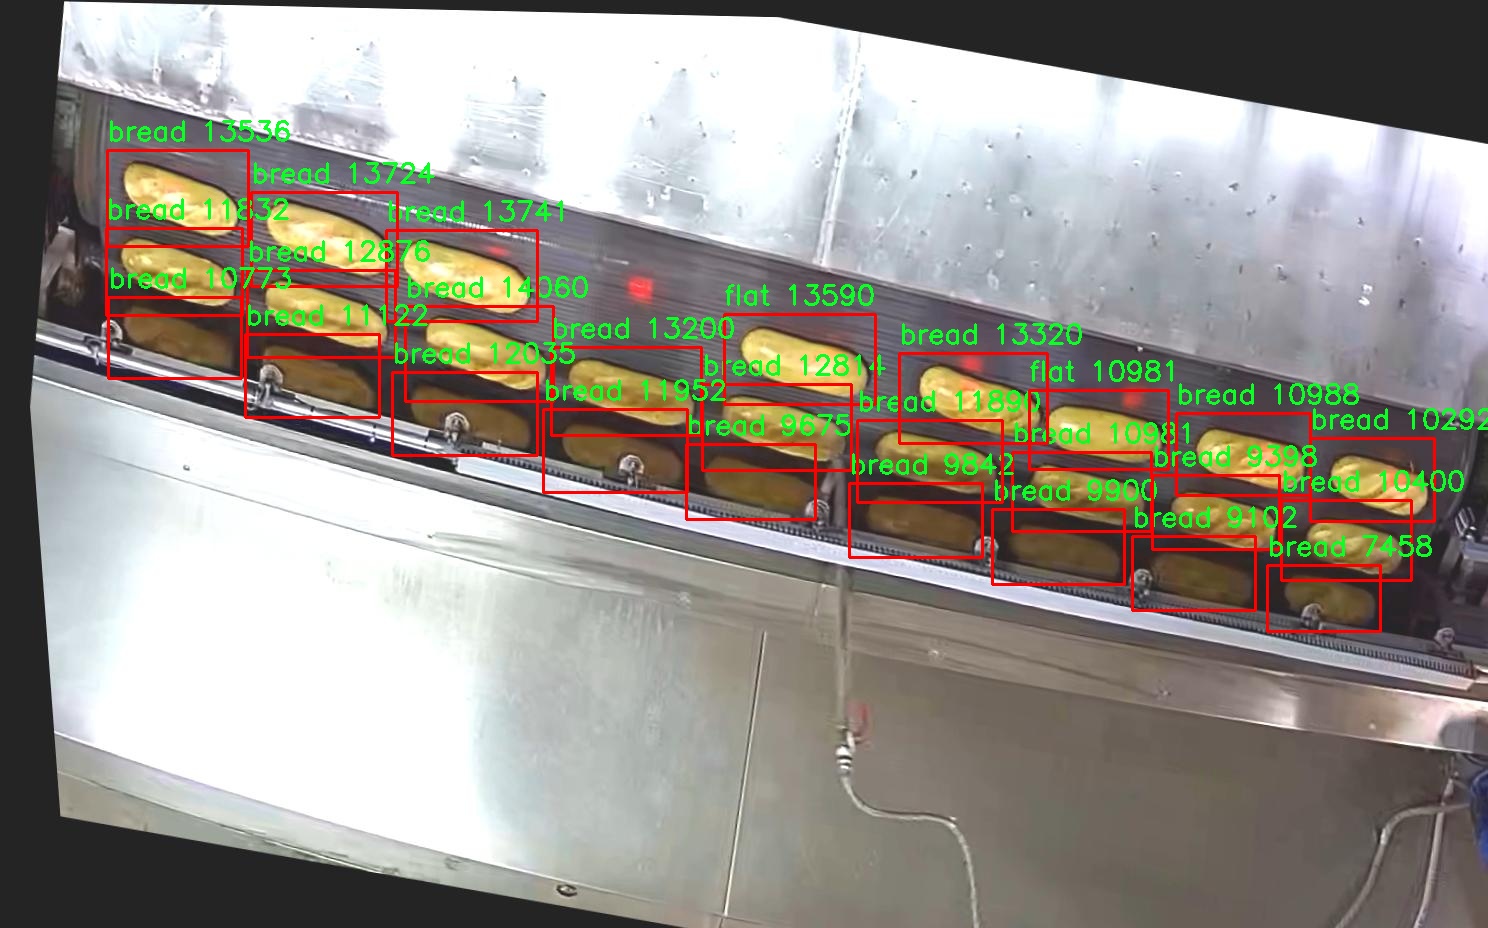 bread 13536
bread 13724
bread 11832
bread 13741
bread 12876
bread 10773
bread 14060
flat 13590
bread 11122
bread 13200
bread 13320
bread 12035
bread 12814
flat 10981
bread 11952
bread 11890
bread 10988
bread 9675
bread 10292
bread 10981
bread 9842
bread 9398
bread 10400
bread 9900
bread 9102
bread 7458